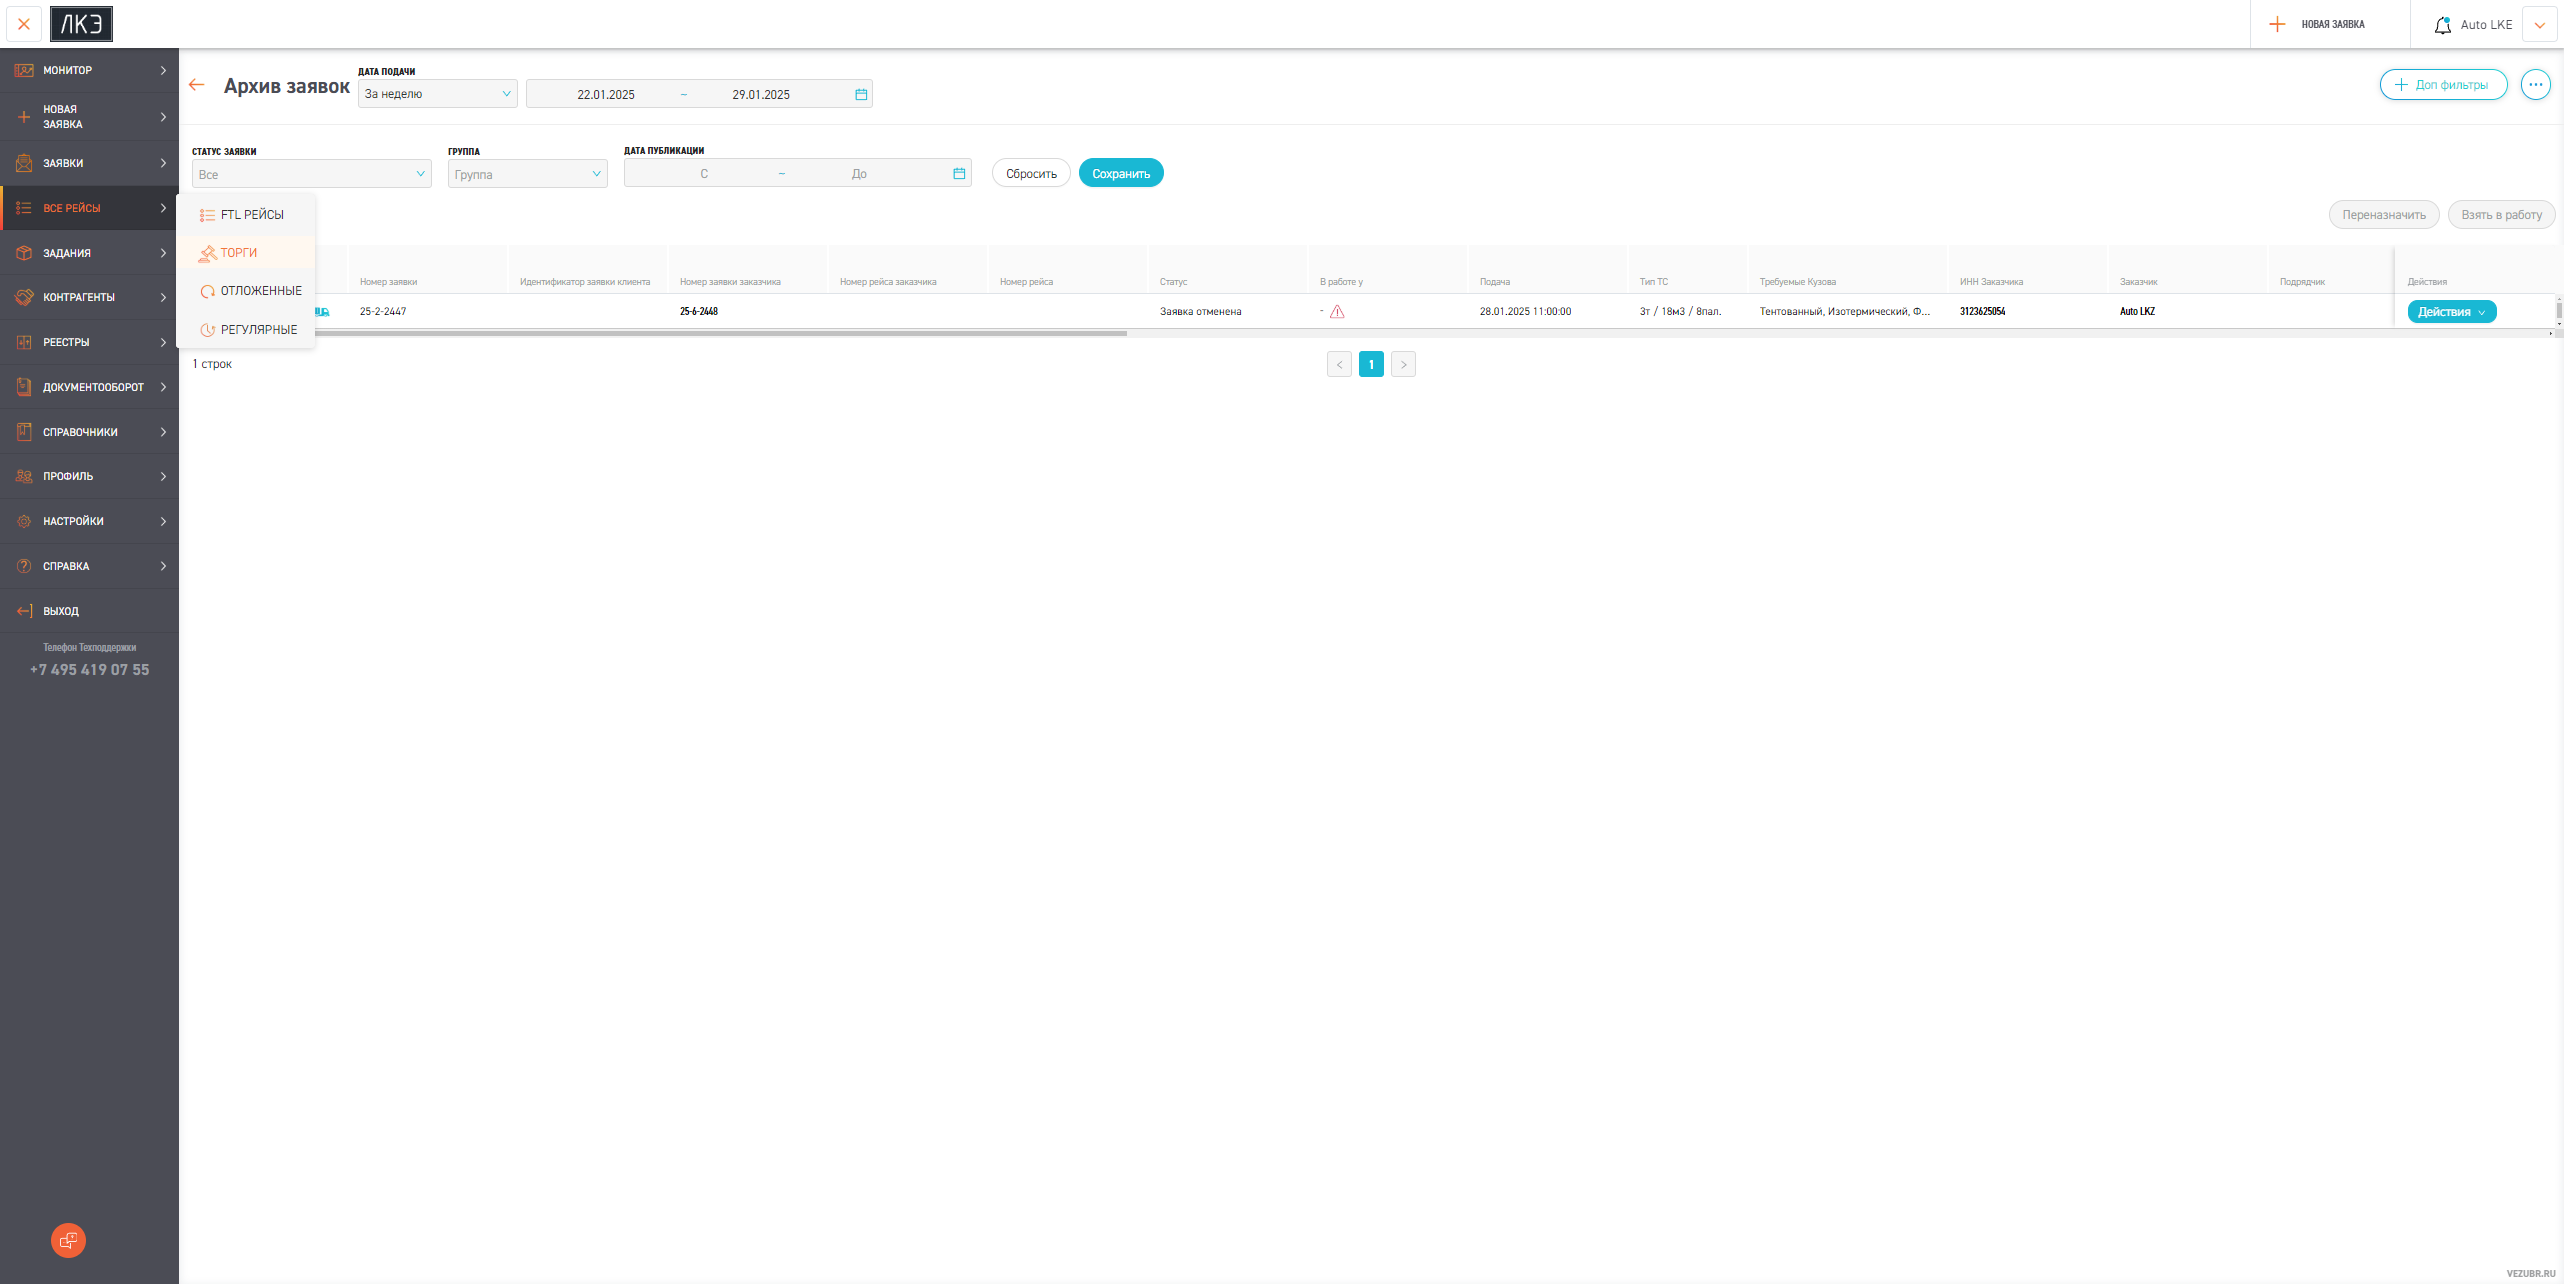 ЛКЭ
НОВАЯ ЗАЯВКА
Auto LKE
МОНИТОР
НОВАЯ
ЗАЯВКА
ЗАЯВКИ
ВСЕ РЕЙСЫ
ЗАДАНИЯ
КОНТРАГЕНТЫ
РЕЕСТРЫ
ДОКУМЕНТООБОРОТ
СПРАВОЧНИКИ
ПРОФИЛЬ
НАСТРОЙКИ
СПРАВКА
ВЫХОД
Телефон Техподдержки
+7 495 419 07 55
Архив заявок
ДАТА ПОДАЧИ
За неделю
22.01.2025 ~ 29.01.2025
Доп фильтры
СТАТУС ЗАЯВКИ
Все
ГРУППА
Группа
ДАТА ПУБЛИКАЦИИ
С ~ До
Сбросить
Сохранить
FTL РЕЙСЫ
ТОРГИ
ОТЛОЖЕННЫЕ
РЕГУЛЯРНЫЕ
Переназначить
Взять в работу
Номер заявки Идентификатор заявки клиента Номер заявки заказчика Номер рейса заказчика Номер рейса Статус В работе у Подача Тип ТС Требуемые Кузова ИНН Заказчика Заказчик Подрядчик Действия
25-2-2447 25-6-2448 Заявка отменена - 28.01.2025 11:00:00 3т / 18м3 / 8пал. Тентованный, Изотермический, Ф... 3123625054 Auto LKZ Действия
1 строк
< 1 >
VEZUBR.RU